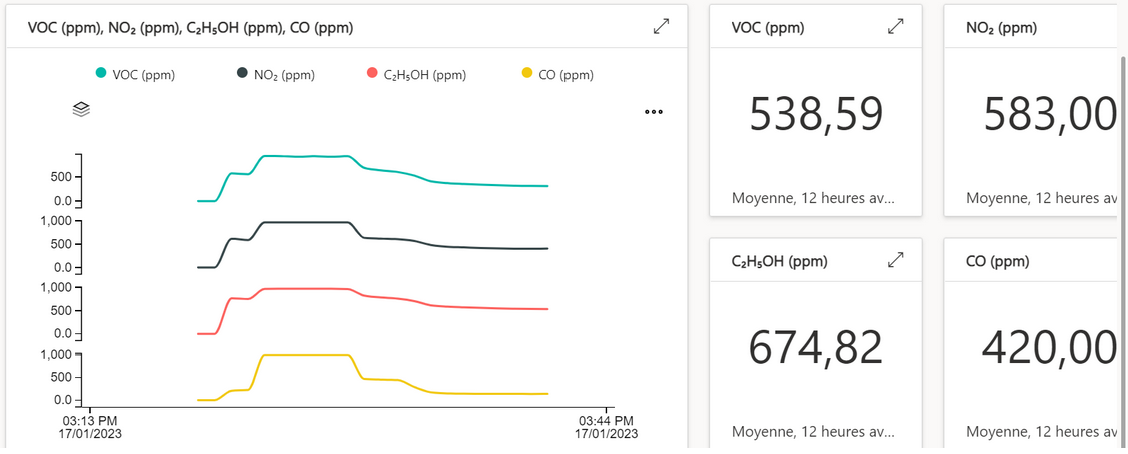 VOC (ppm), NO₂ (ppm), C₂H₅OH (ppm), CO (ppm)
VOC (ppm) NO₂ (ppm) C₂H₅OH (ppm) CO (ppm)
500
0.0
1,000
500
0.0
1,000
500
0.0
1,000
500
0.0
03:13 PM 03:44 PM
17/01/2023 17/01/2023
VOC (ppm)
538,59
Moyenne, 12 heures av...
NO₂ (ppm)
583,00
Moyenne, 12 heures av
C₂H₅OH (ppm)
674,82
Moyenne, 12 heures av...
CO (ppm)
420,00
Moyenne, 12 heures av